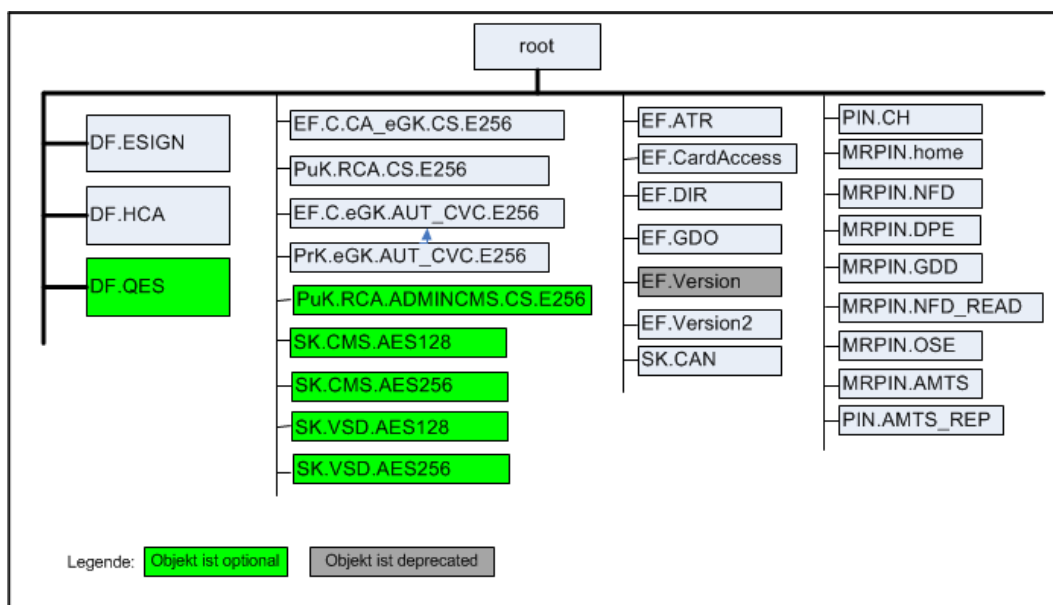 root
DF.ESIGN
DF.HCA
DF.QES
EF.C.CA_eGK.CS.E256
PuK.RCA.CS.E256
EF.C.eGK.AUT_CVC.E256
PrK.eGK.AUT_CVC.E256
PuK.RCA.ADMINCMS.CS.E256
SK.CMS.AES128
SK.CMS.AES256
SK.VSD.AES128
SK.VSD.AES256
EF.ATR
EF.CardAccess
EF.DIR
EF.GDO
EF.Version
EF.Version2
SK.CAN
PIN.CH
MRPIN.home
MRPIN.NFD
MRPIN.DPE
MRPIN.GDD
MRPIN.NFD_READ
MRPIN.OSE
MRPIN.AMTS
PIN.AMTS_REP
Legende: Objekt ist optional Objekt ist deprecated